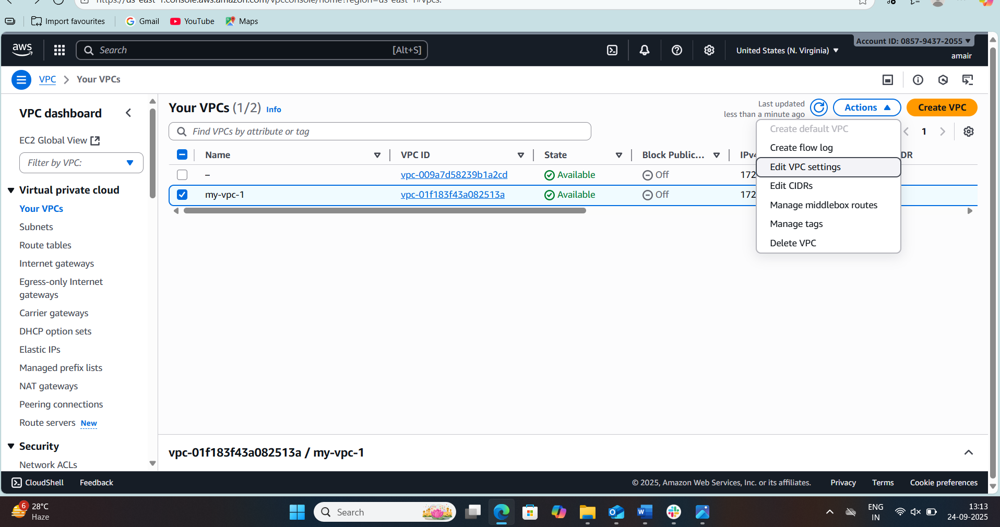 Import favourites
Gmail
YouTube
Maps
aws
Search
[Alt+S]
United States (N. Virginia)
Account ID: 0857-9437-2055
amair
VPC
Your VPCs
VPC dashboard
EC2 Global View
Filter by VPC:
Virtual private cloud
Your VPCs
Subnets
Route tables
Internet gateways
Egress-only Internet
gateways
Carrier gateways
DHCP option sets
Elastic IPs
Managed prefix lists
NAT gateways
Peering connections
Route servers New
Security
Network ACLs
Your VPCs (1/2) Info
Last updated
less than a minute ago
Actions
Create VPC
Find VPCs by attribute or tag
1
Name
VPC ID
State
Block Public...
IPv4
DR
–
vpc-009a7d58239b1a2cd
Available
Off
172
my-vpc-1
vpc-01f183f43a082513a
Available
Off
172
Create default VPC
Create flow log
Edit VPC settings
Edit CIDRs
Manage middlebox routes
Manage tags
Delete VPC
vpc-01f183f43a082513a / my-vpc-1
CloudShell
Feedback
© 2025, Amazon Web Services, Inc. or its affiliates.
Privacy
Terms
Cookie preferences
6
28°C
Haze
Search
ENG
IN
13:13
24-09-2025